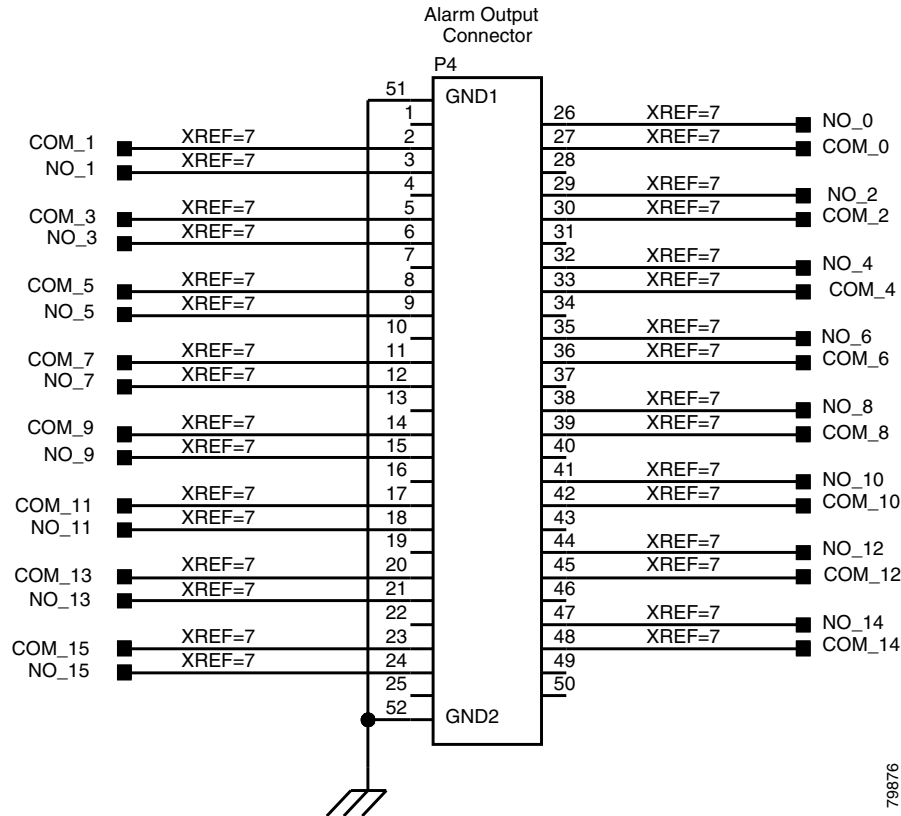 Alarm Output
Connector
P4
51 GND1
1 26 XREF=7 NO_0
COM_1 XREF=7 2 27 XREF=7 COM_0
NO_1 XREF=7 3 28
4 29 XREF=7 NO_2
COM_3 XREF=7 5 30 XREF=7 COM_2
NO_3 XREF=7 6 31
7 32 XREF=7 NO_4
COM_5 XREF=7 8 33 XREF=7 COM_4
NO_5 XREF=7 9 34
10 35 XREF=7 NO_6
COM_7 XREF=7 11 36 XREF=7 COM_6
NO_7 XREF=7 12 37
13 38 XREF=7 NO_8
COM_9 XREF=7 14 39 XREF=7 COM_8
NO_9 XREF=7 15 40
16 41 XREF=7 NO_10
COM_11 XREF=7 17 42 XREF=7 COM_10
NO_11 XREF=7 18 43
19 44 XREF=7 NO_12
COM_13 XREF=7 20 45 XREF=7 COM_12
NO_13 XREF=7 21 46
22 47 XREF=7 NO_14
COM_15 XREF=7 23 48 XREF=7 COM_14
NO_15 XREF=7 24 49
25 50
52 GND2
79876